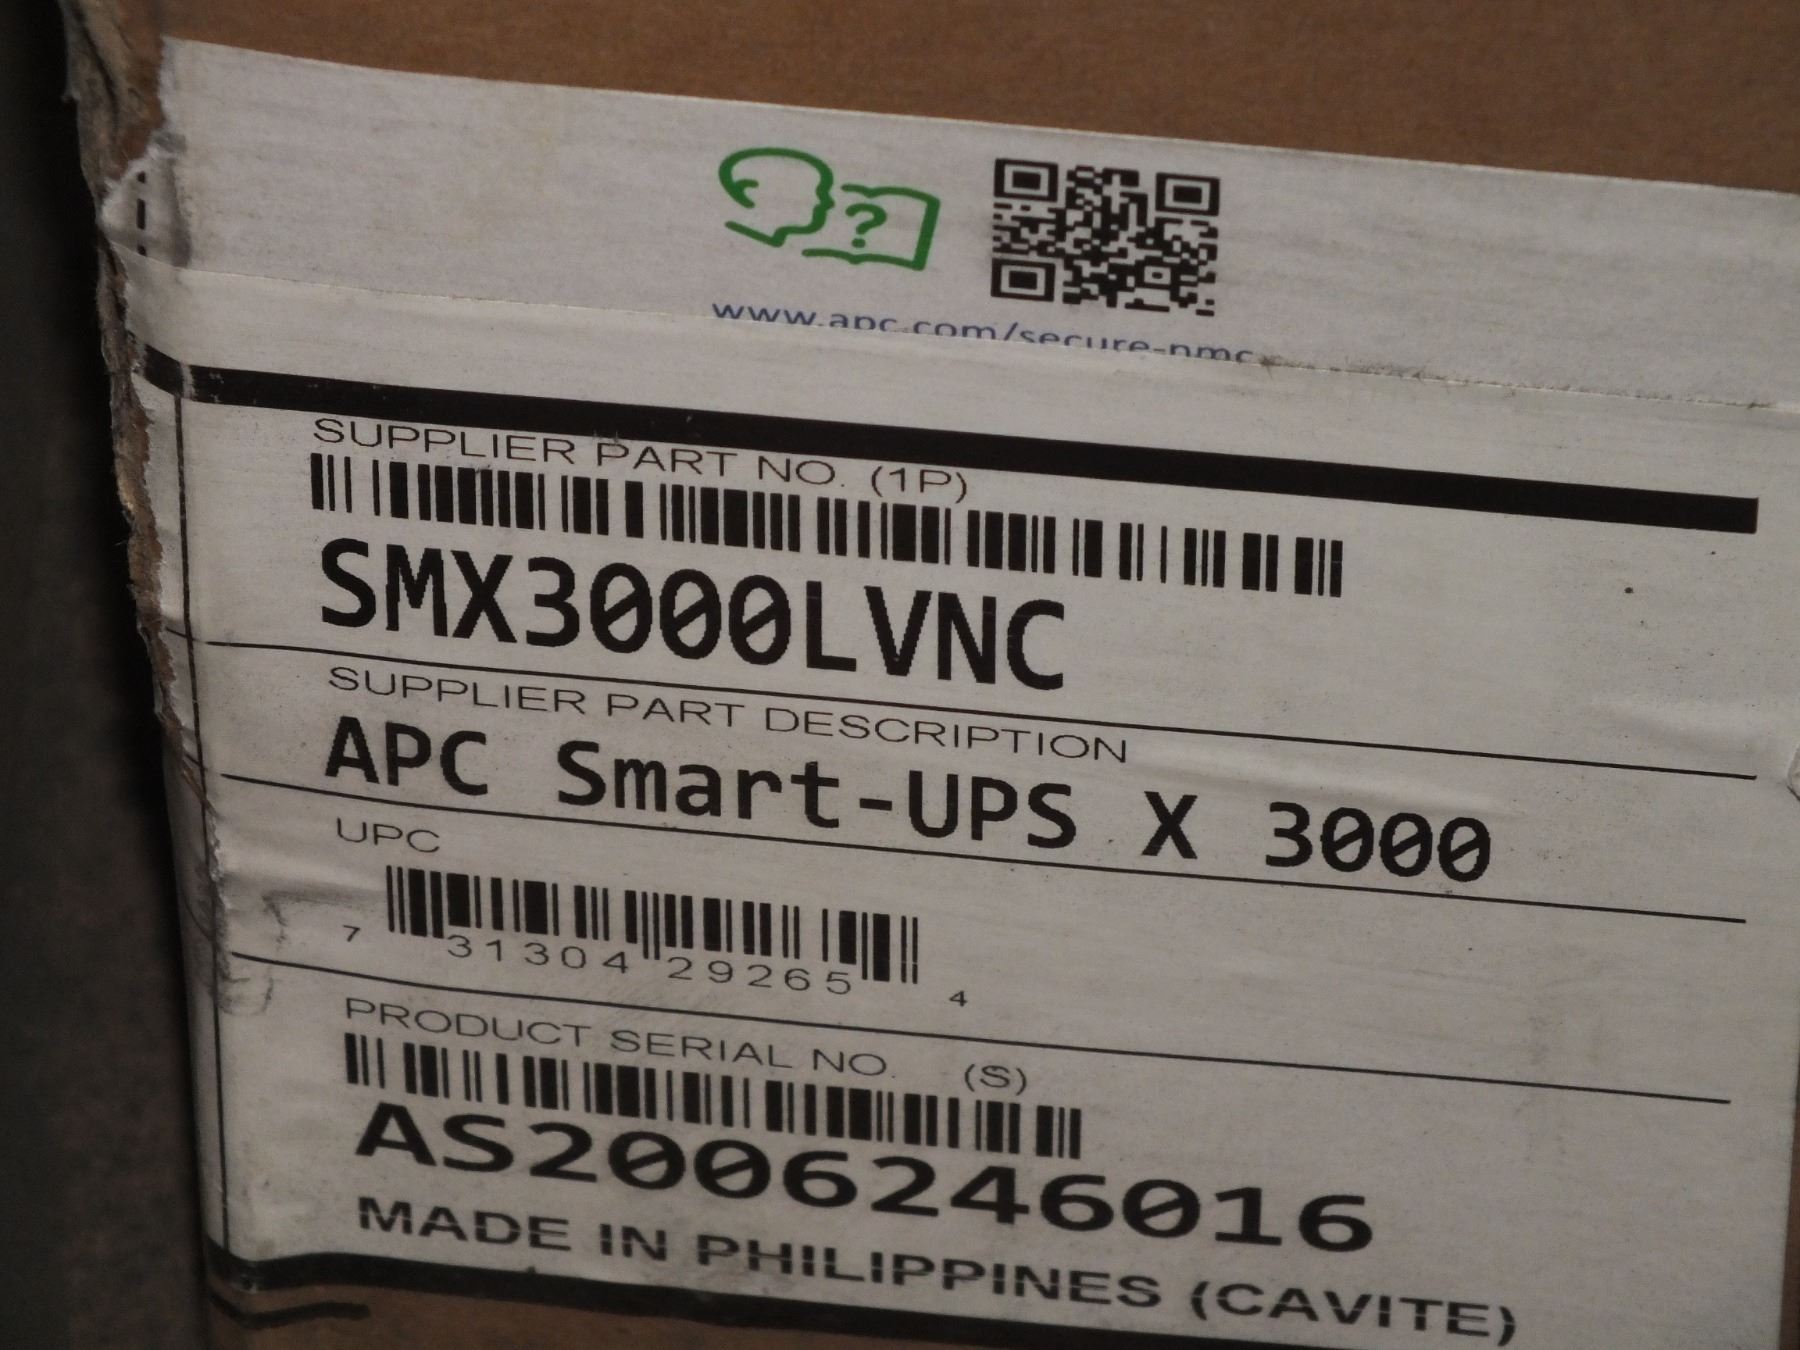 ?
www.apc.com/secure-nmc
SUPPLIER PART NO. (1P)
SMX3000LVNC
SUPPLIER PART DESCRIPTION
APC Smart-UPS X 3000
UPC
7 31304 29265 4
PRODUCT SERIAL NO. (S)
AS2006246016
MADE IN PHILIPPINES (CAVITE)